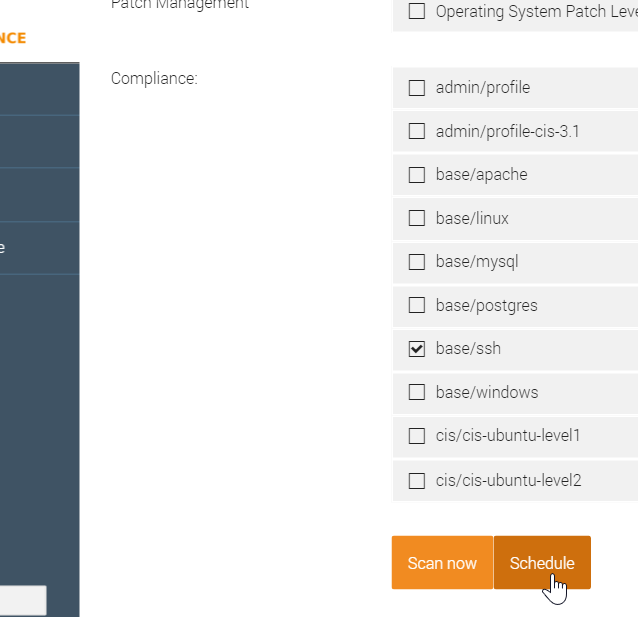 Patch Management
Operating System Patch Leve
NCE
Compliance:
admin/profile
admin/profile-cis-3.1
base/apache
base/linux
e
base/mysql
base/postgres
base/ssh
base/windows
cis/cis-ubuntu-level1
cis/cis-ubuntu-level2
Scan now
Schedule